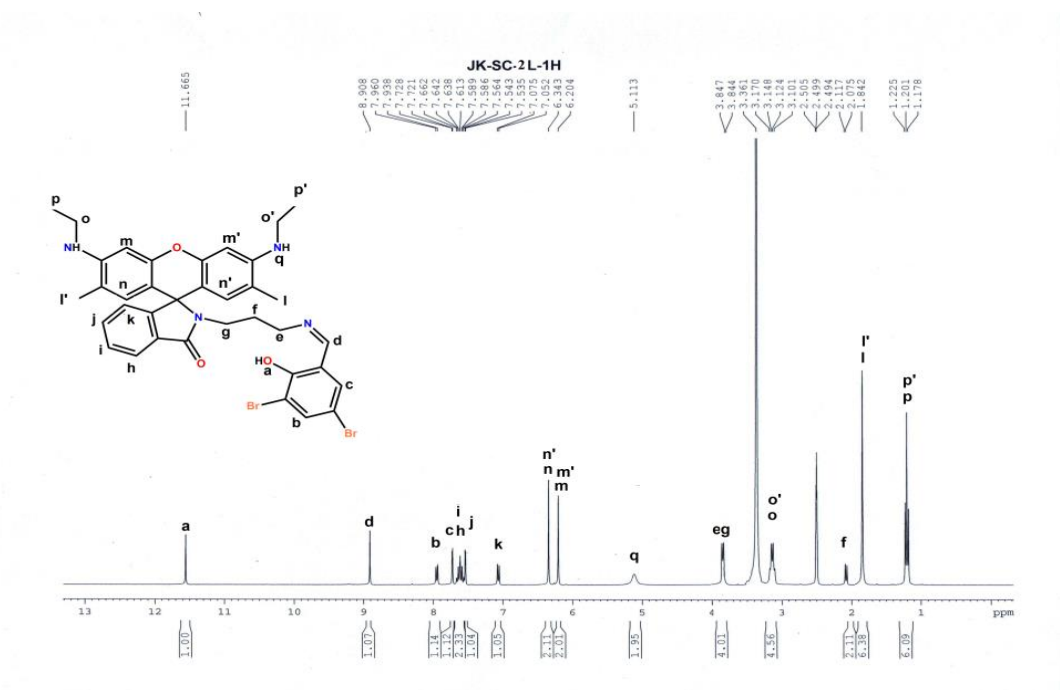 JK-SC-2L-1H
11.665
8.908
7.960
7.938
7.728
7.721
7.662
7.642
7.638
7.613
7.589
7.586
7.564
7.543
7.535
7.075
7.052
6.343
6.204
5.113
3.847
3.844
3.361
3.170
3.148
3.124
3.101
2.505
2.499
2.494
2.117
2.075
1.842
1.225
1.201
1.178
p
p'
o
o'
NH
m
O
m'
NH
q
l'
n
n'
l
j
k
N
f
N
i
g
e
d
h
O
HO
a
c
Br
b
Br
a
d
b
c
i
h
j
k
n'
n
m'
m
q
eg
o'
o
f
l'
l
p'
p
13 12 11 10 9 8 7 6 5 4 3 2 1 ppm
1.00
1.07
1.14
1.12
2.33
1.04
1.05
2.11
2.01
1.95
4.01
4.56
2.11
6.38
6.09